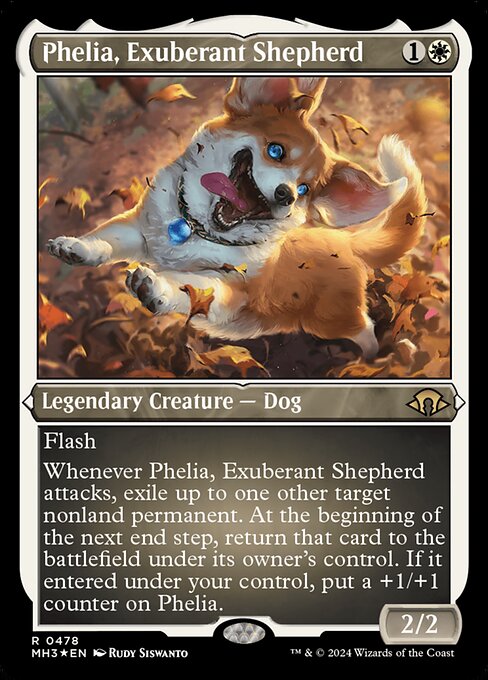 Phelia, Exuberant Shepherd 1
Legendary Creature — Dog
Flash
Whenever Phelia, Exuberant Shepherd
attacks, exile up to one other target
nonland permanent. At the beginning of
the next end step, return that card to the
battlefield under its owner's control. If it
entered under your control, put a +1/+1
counter on Phelia.
2/2
R 0478
MH3★EN Rudy Siswanto
™ & © 2024 Wizards of the Coast